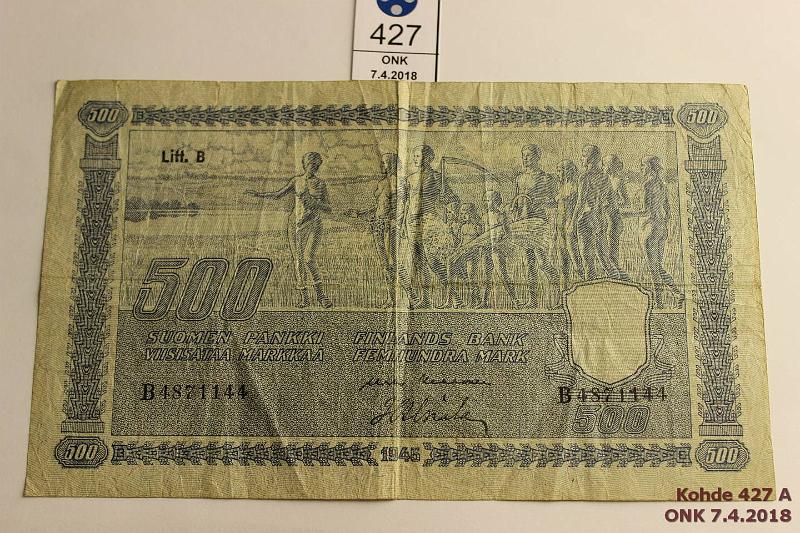 427
ONK
7.4.2018
500 500
Litt. B
500
SUOMEN PANKKI FINLANDS BANK
VIISISATAA MARKKAA FEMHUNDRA MARK
B4871144 B4871144
500
500 1945 500
Kohde 427 A
ONK 7.4.2018